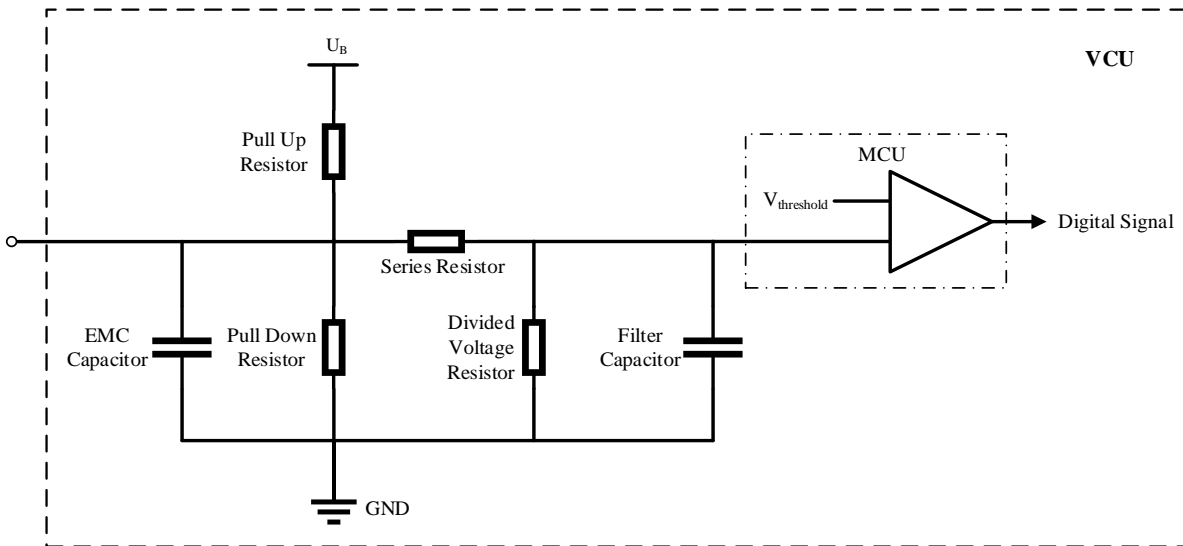 U_B
VCU
Pull Up
Resistor
MCU
V_threshold
Digital Signal
Series Resistor
EMC
Capacitor
Pull Down
Resistor
Divided
Voltage
Resistor
Filter
Capacitor
GND